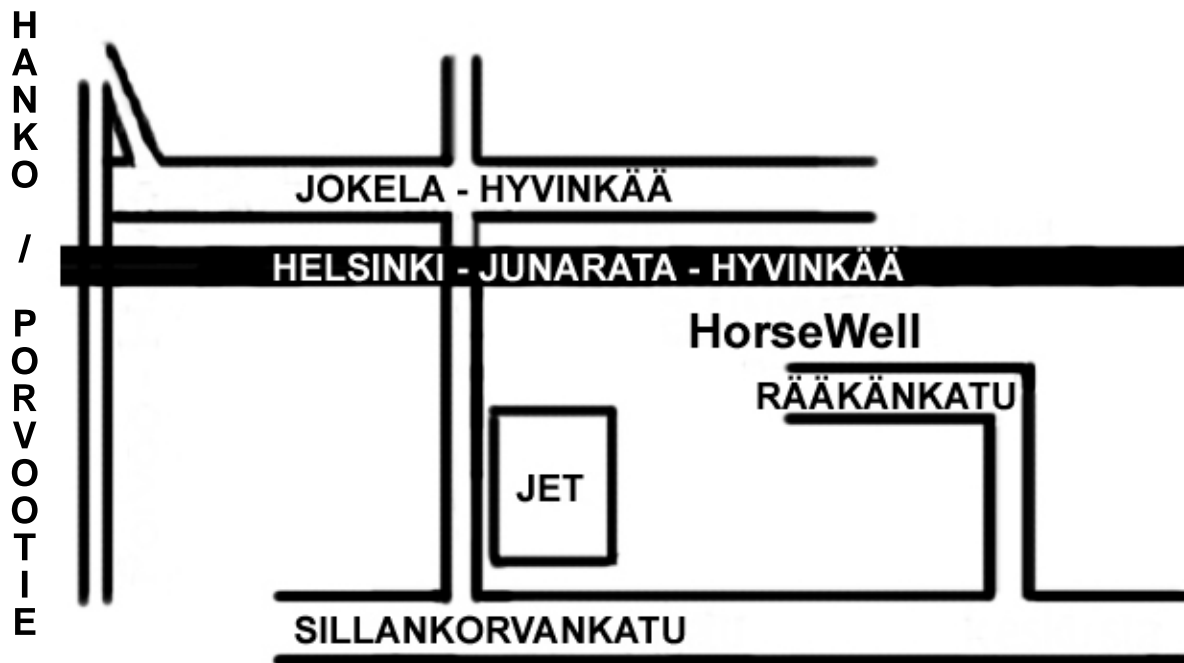 HANKO / PORVOOTIE
JOKELA - HYVINKÄÄ
HELSINKI - JUNARATA - HYVINKÄÄ
HorseWell
RÄÄKÄNKATU
JET
SILLANKORVANKATU